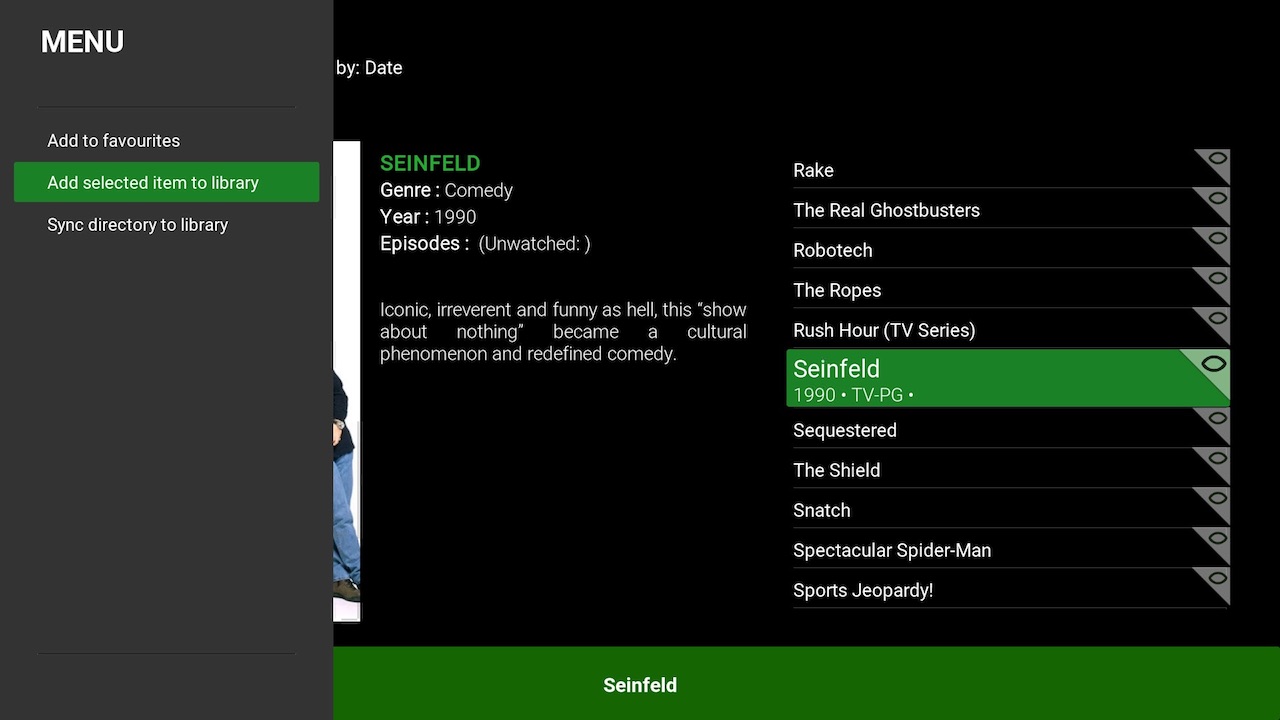 MENU
Add to favourites
Add selected item to library
Sync directory to library
by: Date
SEINFELD
Genre : Comedy
Year : 1990
Episodes : (Unwatched: )
Iconic, irreverent and funny as hell, this “show
about nothing” became a cultural
phenomenon and redefined comedy.
Rake
The Real Ghostbusters
Robotech
The Ropes
Rush Hour (TV Series)
Seinfeld
1990 • TV-PG •
Sequestered
The Shield
Snatch
Spectacular Spider-Man
Sports Jeopardy!
Seinfeld